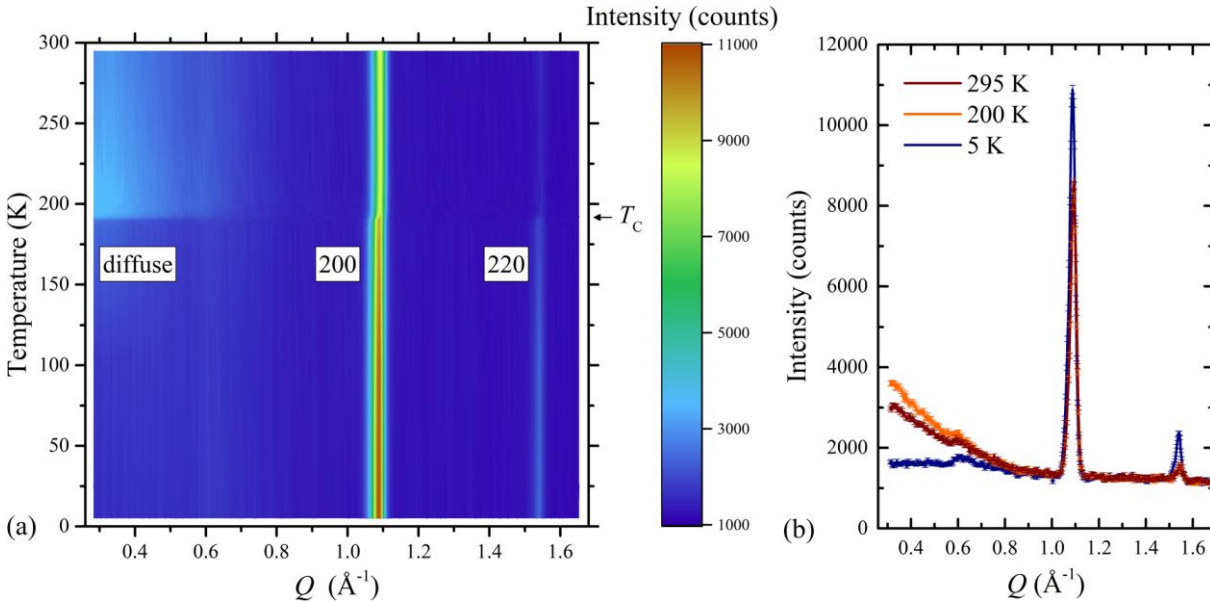 Intensity (counts)
300
250
200
150
100
50
0
Temperature (K)
diffuse
200
220
T_C
11000
9000
7000
5000
3000
1000
0.4 0.6 0.8 1.0 1.2 1.4 1.6
Q (Å⁻¹)
(a)
12000
10000
8000
6000
4000
2000
0
Intensity (counts)
295 K
200 K
5 K
0.4 0.6 0.8 1.0 1.2 1.4 1.6
Q (Å⁻¹)
(b)